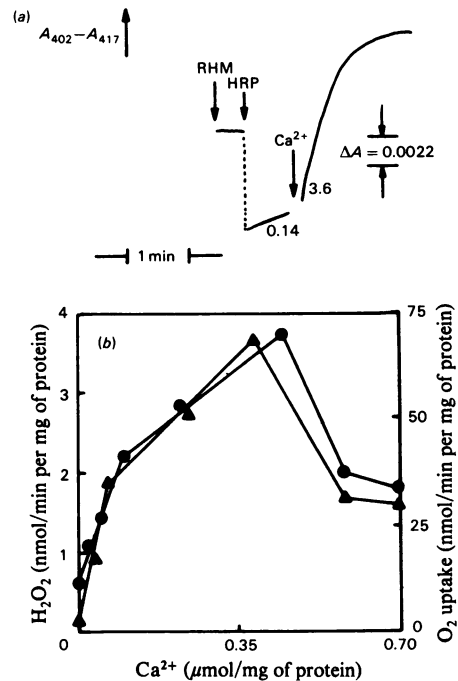 (a)
A₄₀₂−A₄₁₇
RHM
HRP
Ca²⁺
ΔA = 0.0022
3.6
0.14
1 min
(b)
4
3
2
1
0
75
50
25
0
0.35
0.70
H₂O₂ (nmol/min per mg of protein)
O₂ uptake (nmol/min per mg of protein)
Ca²⁺ (μmol/mg of protein)